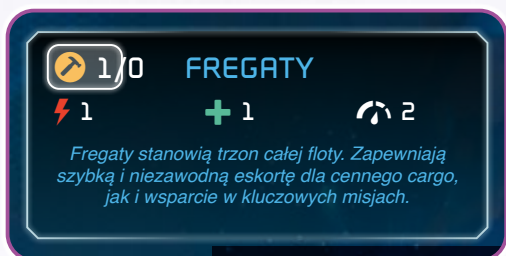 1/0 FREGATY
1 1 2
Fregaty stanowią trzon całej floty. Zapewniają
szybką i niezawodną eskortę dla cennego cargo,
jak i wsparcie w kluczowych misjach.